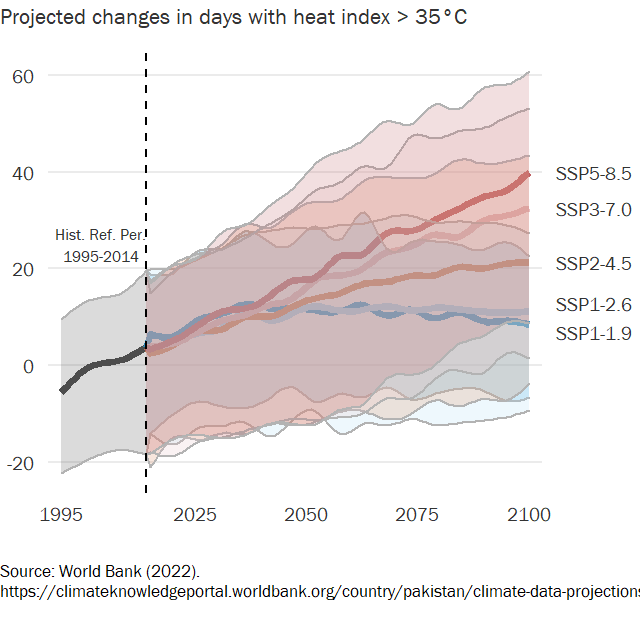 Projected changes in days with heat index > 35°C
60
40
20
0
-20
Hist. Ref. Per.
1995-2014
SSP5-8.5
SSP3-7.0
SSP2-4.5
SSP1-2.6
SSP1-1.9
1995
2025
2050
2075
2100
Source: World Bank (2022).
https://climateknowledgeportal.worldbank.org/country/pakistan/climate-data-projections